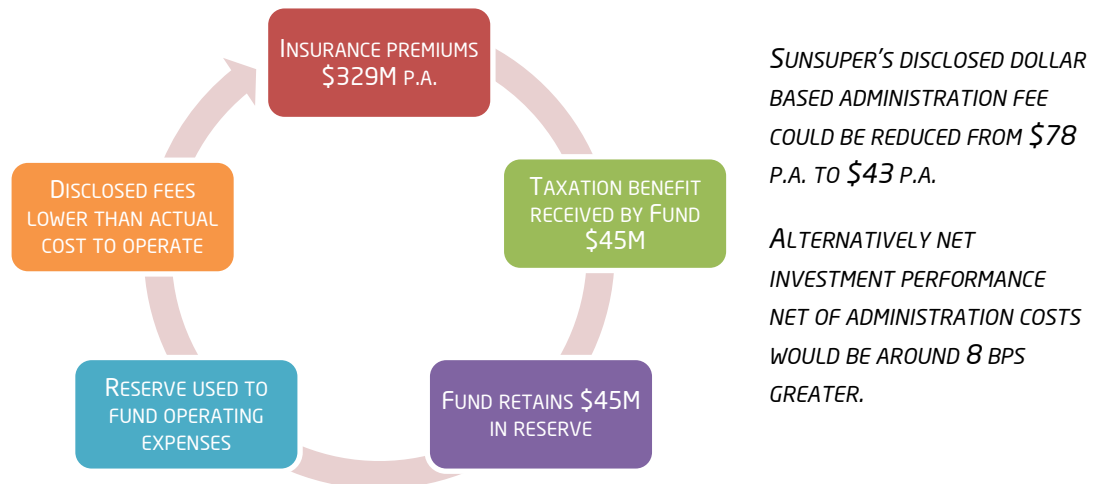 INSURANCE PREMIUMS
$329M P.A.
TAXATION BENEFIT
RECEIVED BY FUND
$45M
FUND RETAINS $45M
IN RESERVE
RESERVE USED TO
FUND OPERATING
EXPENSES
DISCLOSED FEES
LOWER THAN ACTUAL
COST TO OPERATE
SUNSUPER'S DISCLOSED DOLLAR
BASED ADMINISTRATION FEE
COULD BE REDUCED FROM $78
P.A. TO $43 P.A.
ALTERNATIVELY NET
INVESTMENT PERFORMANCE
NET OF ADMINISTRATION COSTS
WOULD BE AROUND 8 BPS
GREATER.